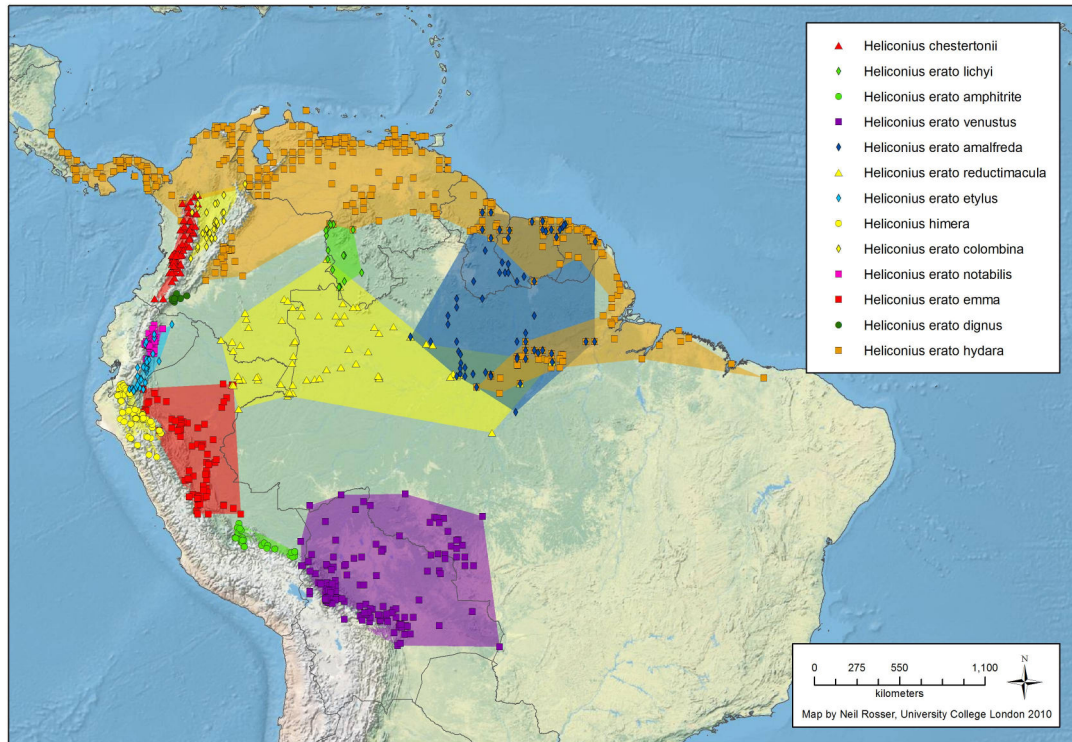 Heliconius chestertonii
Heliconius erato lichyi
Heliconius erato amphitrite
Heliconius erato venustus
Heliconius erato amalfreda
Heliconius erato reductimacula
Heliconius erato etylus
Heliconius himera
Heliconius erato colombina
Heliconius erato notabilis
Heliconius erato emma
Heliconius erato dignus
Heliconius erato hydara
N
0 275 550 1,100
kilometers
Map by Neil Rosser, University College London 2010